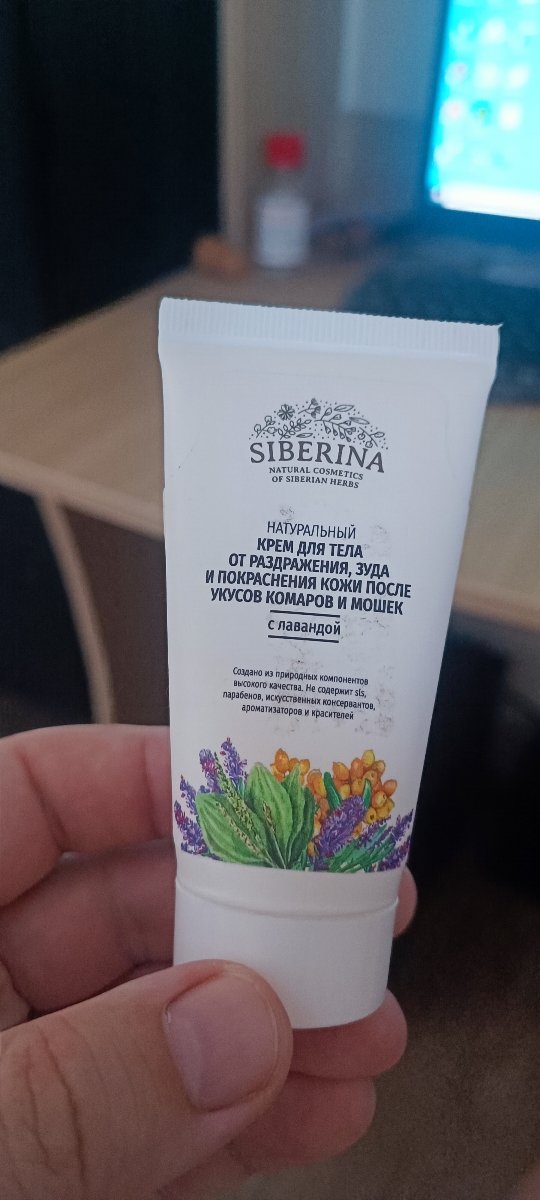 SIBERINA
NATURAL COSMETICS
OF SIBERIAN HERBS
НАТУРАЛЬНЫЙ
КРЕМ ДЛЯ ТЕЛА
ОТ РАЗДРАЖЕНИЯ, ЗУДА
И ПОКРАСНЕНИЯ КОЖИ ПОСЛЕ
УКУСОВ КОМАРОВ И МОШЕК
с лавандой
Создано из природных компонентов
высокого качества. Не содержит sls,
парабенов, искусственных консервантов,
ароматизаторов и красителей